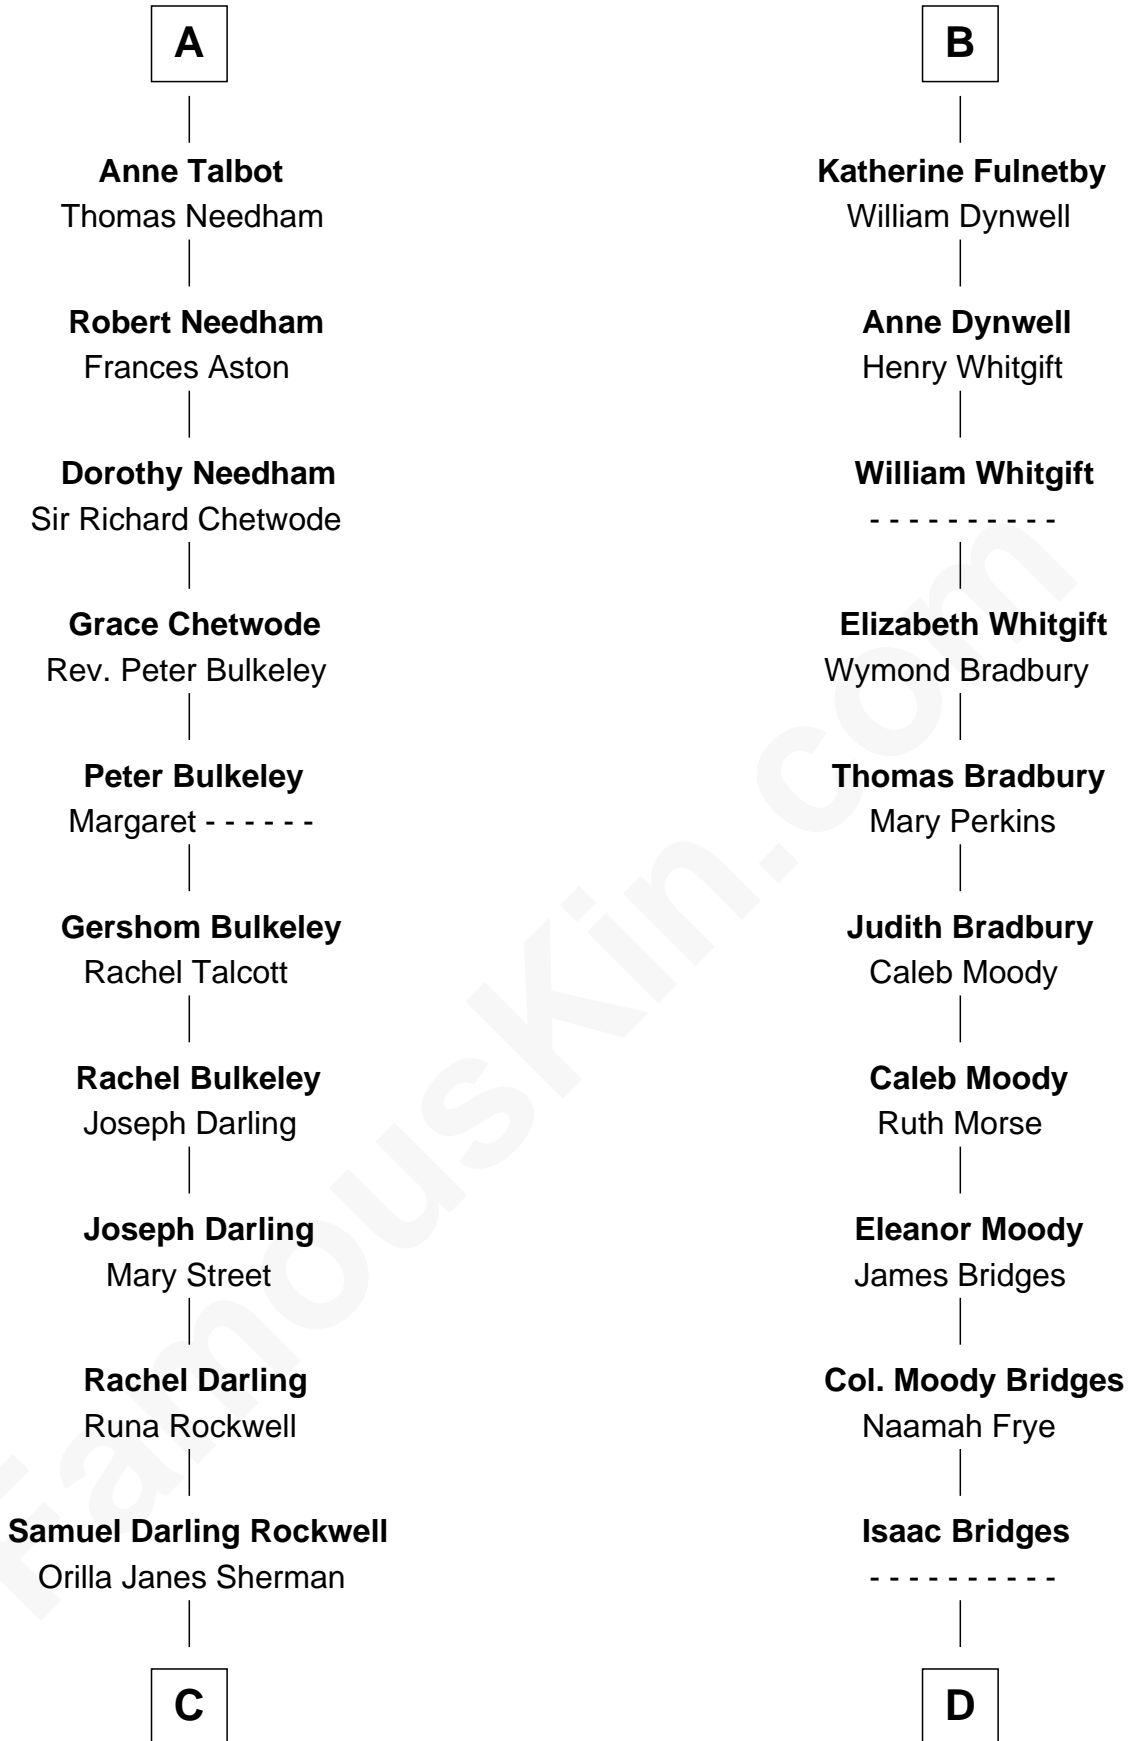 A
Anne Talbot
Thomas Needham
Robert Needham
Frances Aston
Dorothy Needham
Sir Richard Chetwode
Grace Chetwode
Rev. Peter Bulkeley
Peter Bulkeley
Margaret - - - - - -
Gershom Bulkeley
Rachel Talcott
Rachel Bulkeley
Joseph Darling
Joseph Darling
Mary Street
Rachel Darling
Runa Rockwell
Samuel Darling Rockwell
Orilla Janes Sherman
C
B
Katherine Fulnetby
William Dynwell
Anne Dynwell
Henry Whitgift
William Whitgift
- - - - - - - - - -
Elizabeth Whitgift
Wymond Bradbury
Thomas Bradbury
Mary Perkins
Judith Bradbury
Caleb Moody
Caleb Moody
Ruth Morse
Eleanor Moody
James Bridges
Col. Moody Bridges
Naamah Frye
Isaac Bridges
- - - - - - - - - -
D
FamousKin.com